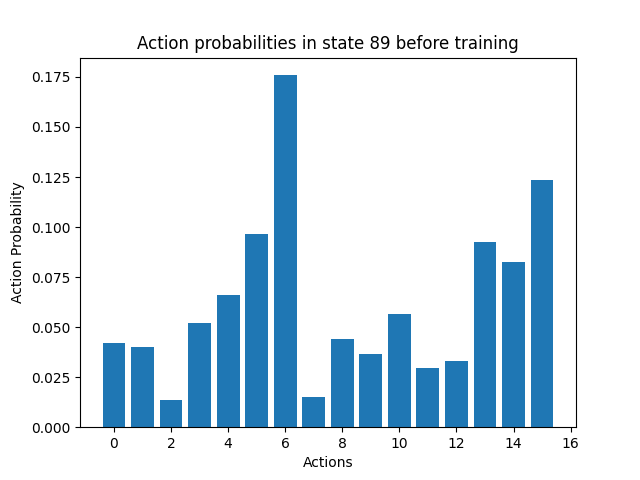 Action probabilities in state 89 before training
0.175
0.150
0.125
0.100
0.075
0.050
0.025
0.000
Action Probability
0 2 4 6 8 10 12 14 16
Actions